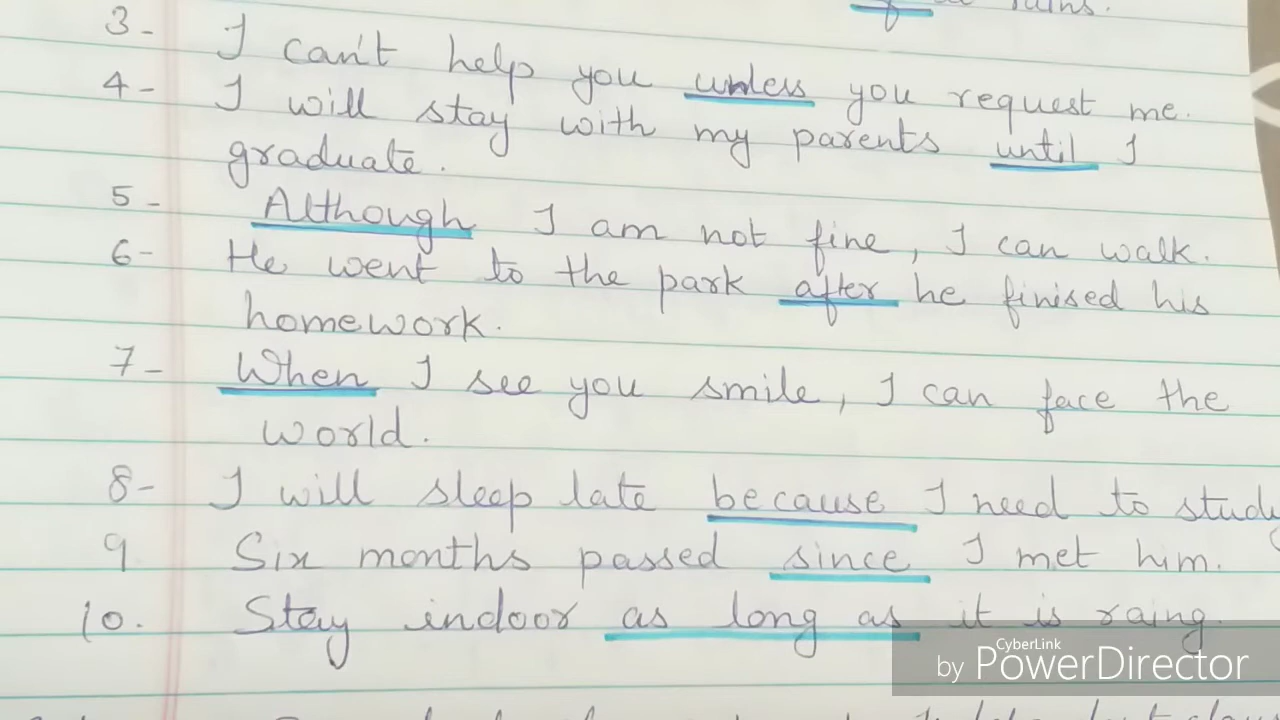 3- I can't help you unless you request me.
4- I will stay with my parents until I
graduate.
5- Although I am not fine, I can walk.
6- He went to the park after he finised his
homework.
7- When I see you smile, I can face the
world.
8- I will sleep late because I need to study
9 Six months passed since I met him.
10. Stay indoor as long as it is raing.
CyberLink
by PowerDirector